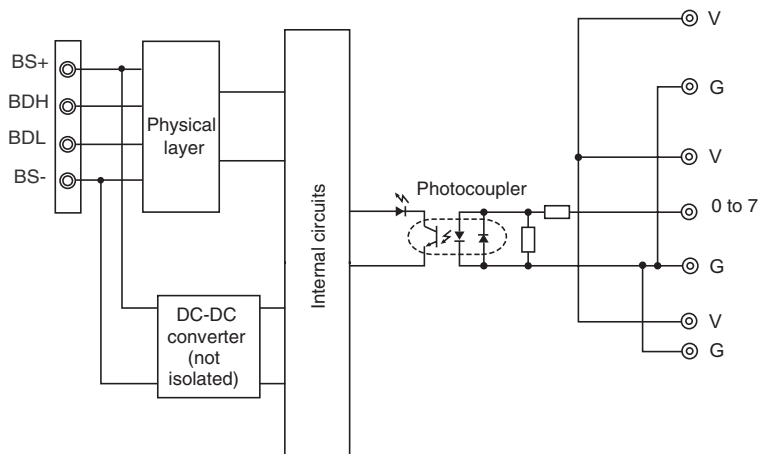 BS+
BDH
BDL
BS-
Physical
layer
DC-DC
converter
(not
isolated)
Internal circuits
Photocoupler
V
G
V
0 to 7
G
V
G